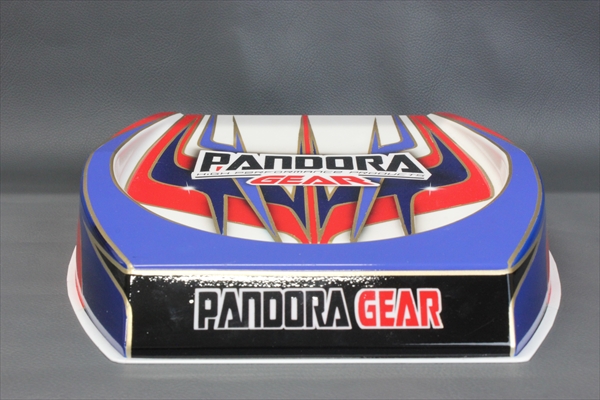 PANDORA
HIGH PERFORMANCE PRODUCTS
GEAR
PANDORA GEAR